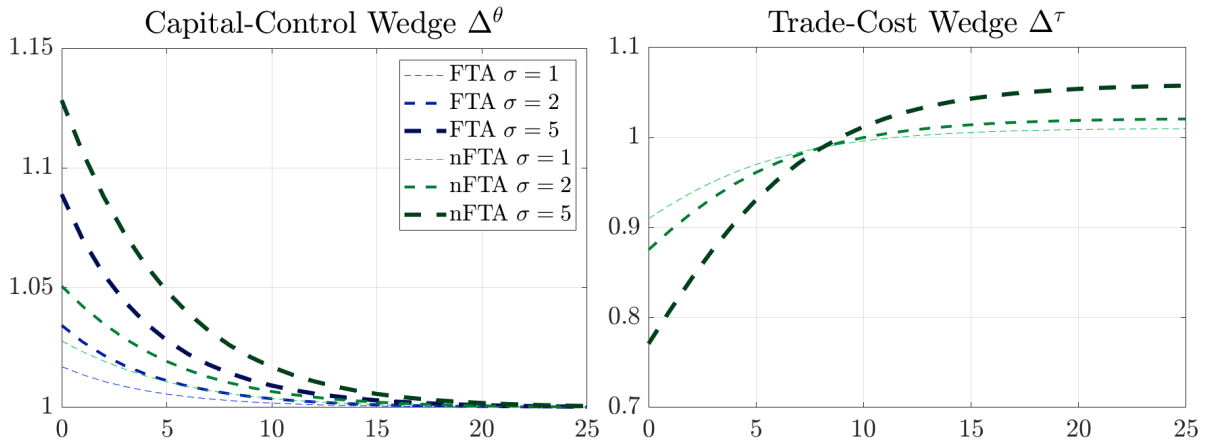 Capital-Control Wedge Δ^θ
1.15
1.1
1.05
1
0 5 10 15 20 25
FTA σ = 1
FTA σ = 2
FTA σ = 5
nFTA σ = 1
nFTA σ = 2
nFTA σ = 5
Trade-Cost Wedge Δ^τ
1.1
1
0.9
0.8
0.7
0 5 10 15 20 25